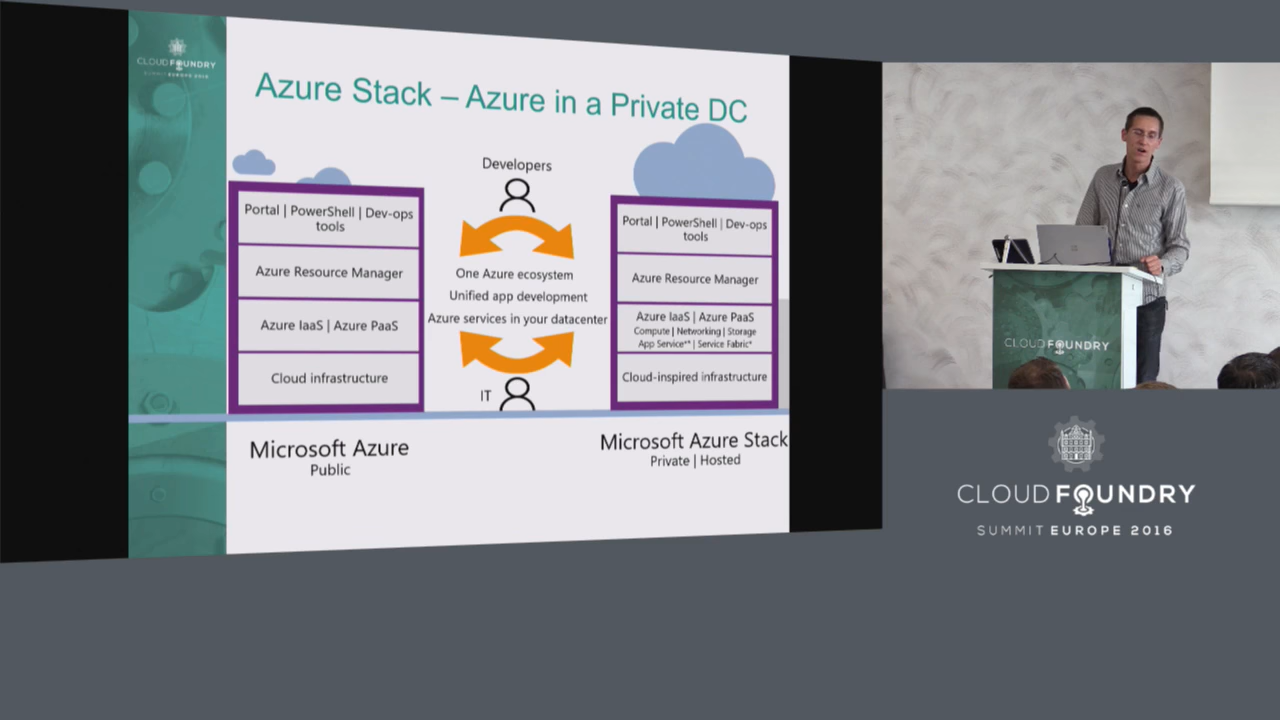 CLOUD FOUNDRY
SUMMIT EUROPE 2016
Azure Stack – Azure in a Private DC
Developers
Portal | PowerShell | Dev-ops
tools
Azure Resource Manager
Azure IaaS | Azure PaaS
Cloud infrastructure
One Azure ecosystem
Unified app development
Azure services in your datacenter
IT
Portal | PowerShell | Dev-ops
tools
Azure Resource Manager
Azure IaaS | Azure PaaS
Compute | Networking | Storage
App Service** | Service Fabric*
Cloud-inspired infrastructure
Microsoft Azure
Public
Microsoft Azure Stack
Private | Hosted
CLOUD FOUNDRY
CLOUD FOUNDRY
SUMMIT EUROPE 2016